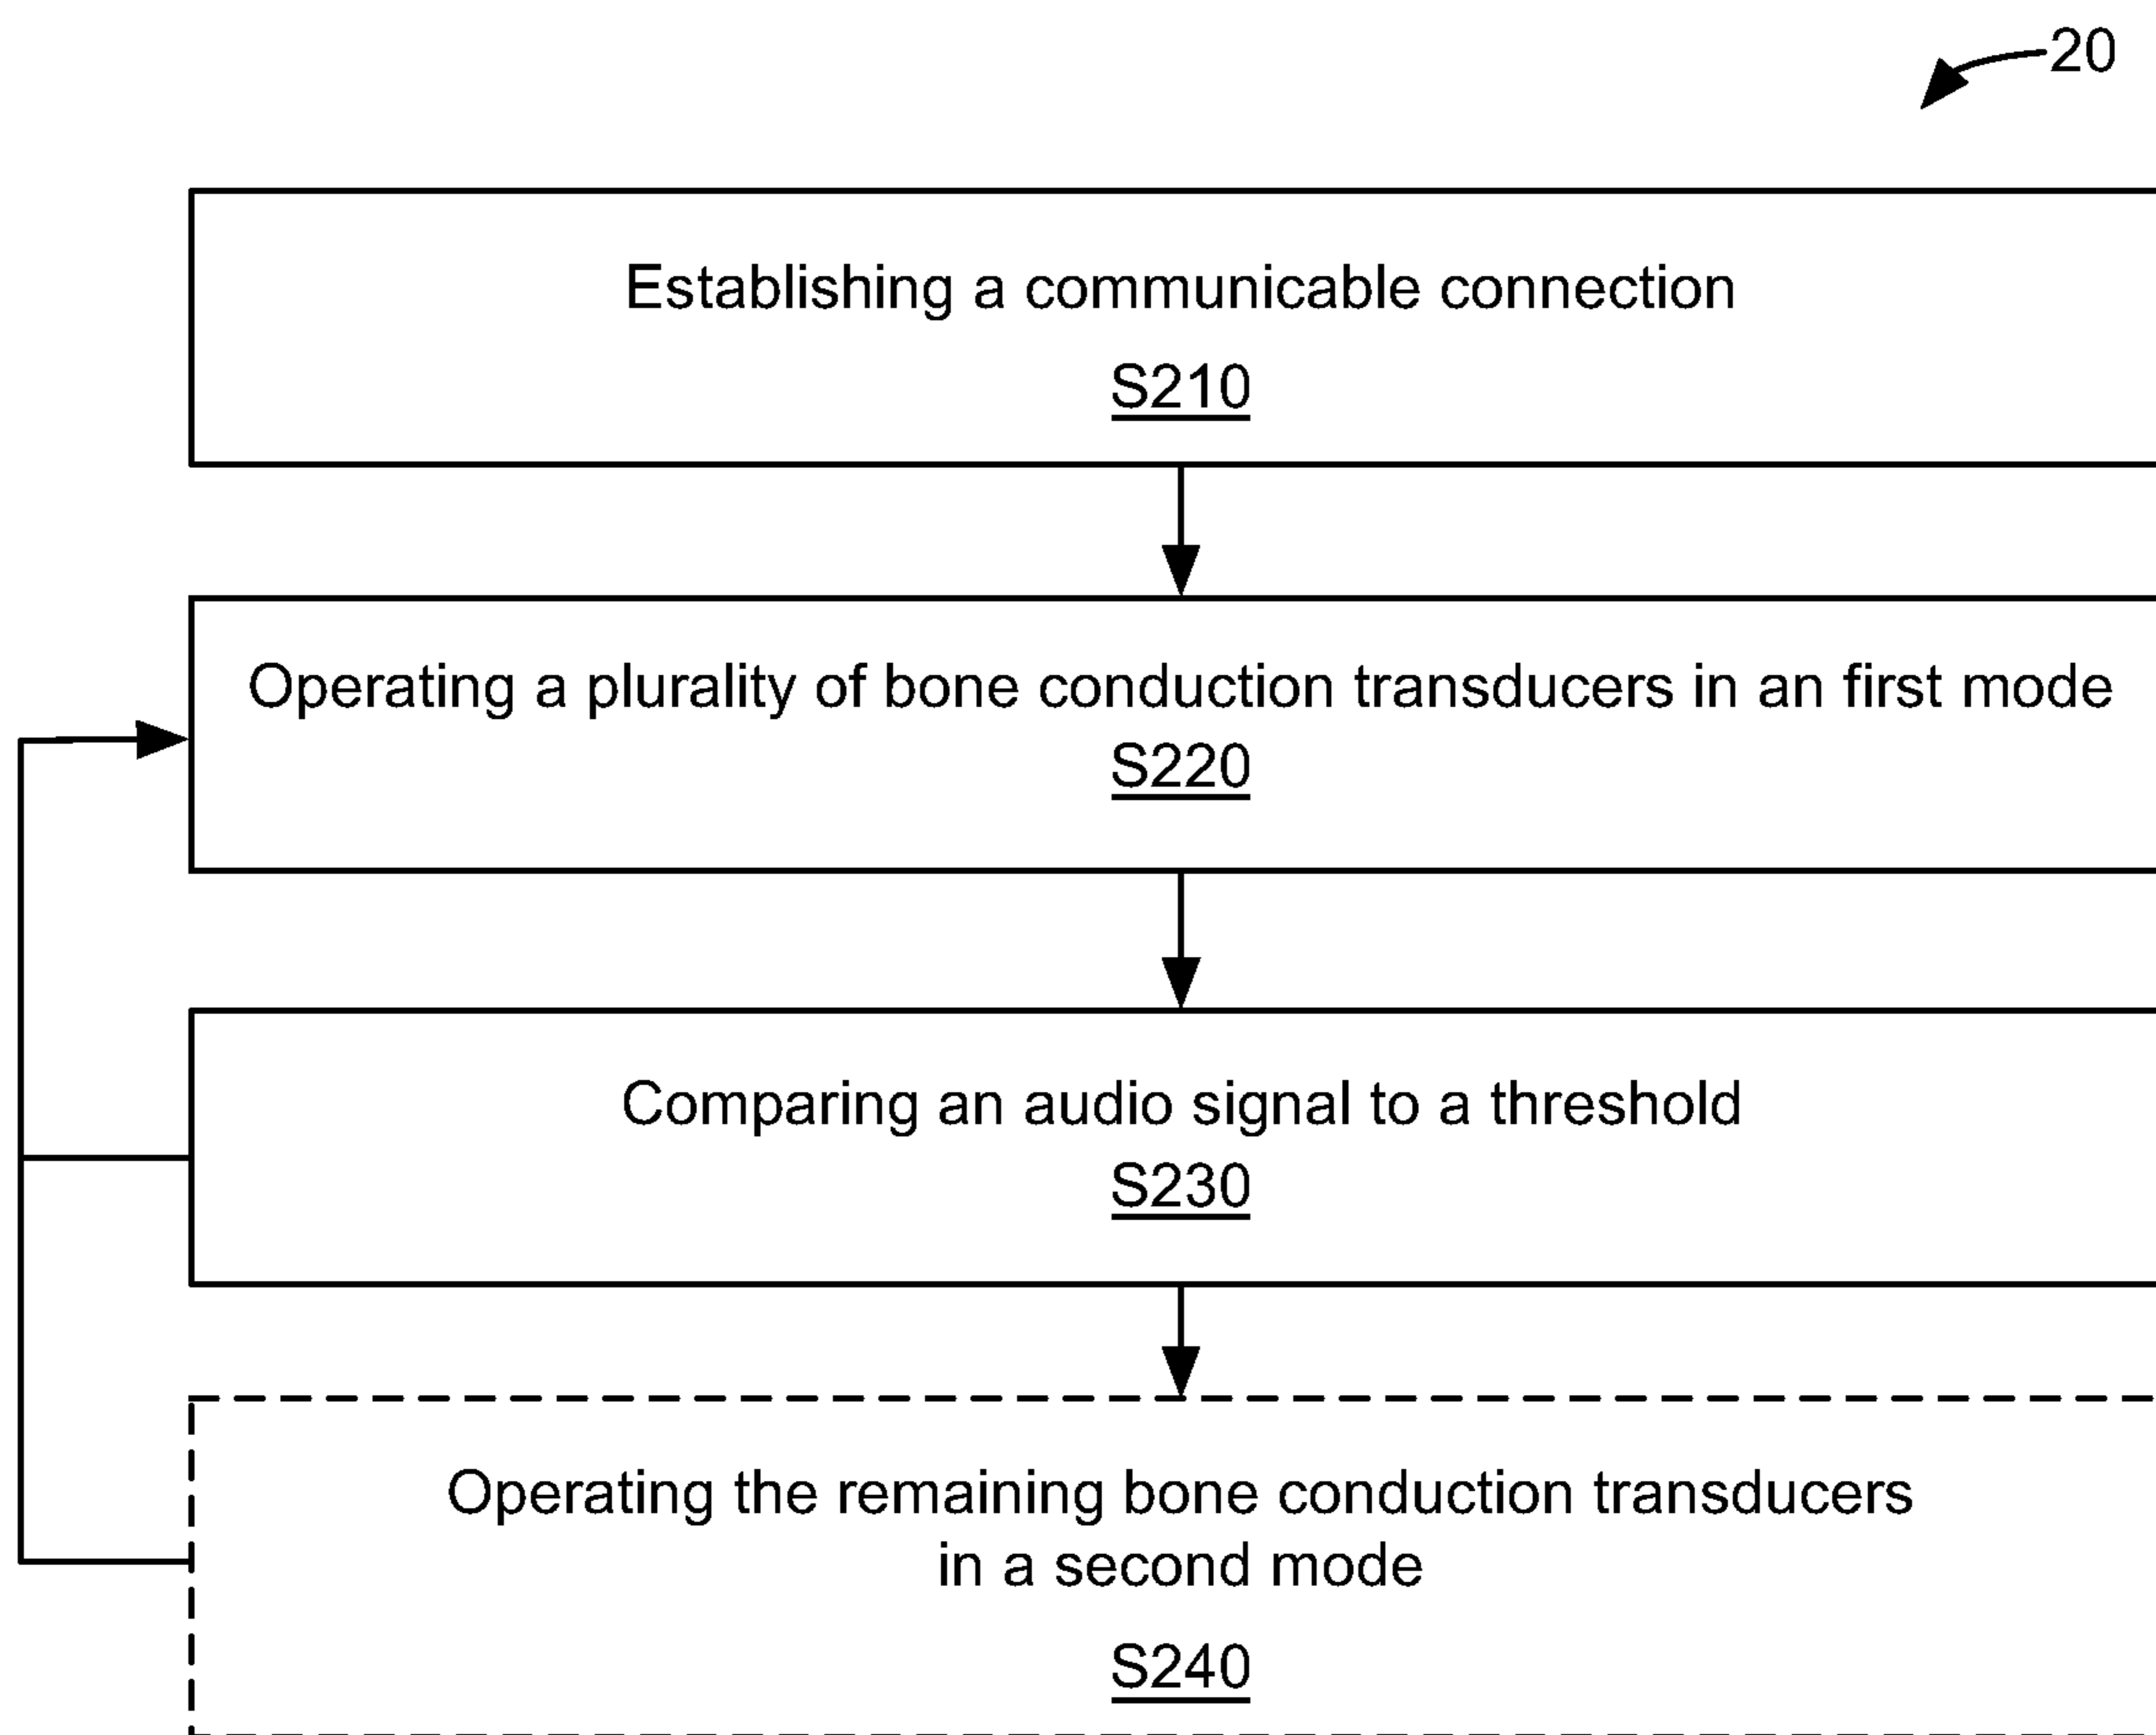 20
Establishing a communicable connection
S210
Operating a plurality of bone conduction transducers in an first mode
S220
Comparing an audio signal to a threshold
S230
Operating the remaining bone conduction transducers
in a second mode
S240